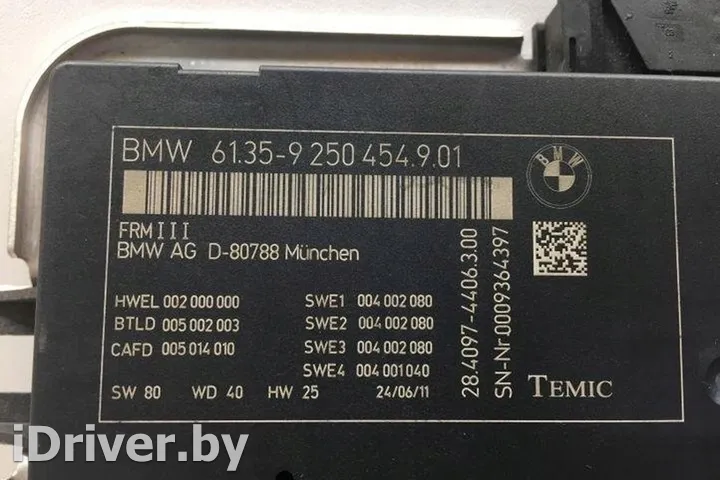 BMW 61.35-9 250 454.9.01
BMW
FRMIII
BMW AG D-80788 München
HWEL 002 000 000
BTLD 005 002 003
CAFD 005 014 010
SWE1 004 002 080
SWE2 004 002 080
SWE3 004 002 080
SWE4 004 001 040
SW 80 WD 40 HW 25 24/06/11
28.4097-4406.3.00
SN-Nr.0009364397
TEMIC
iDriver.by